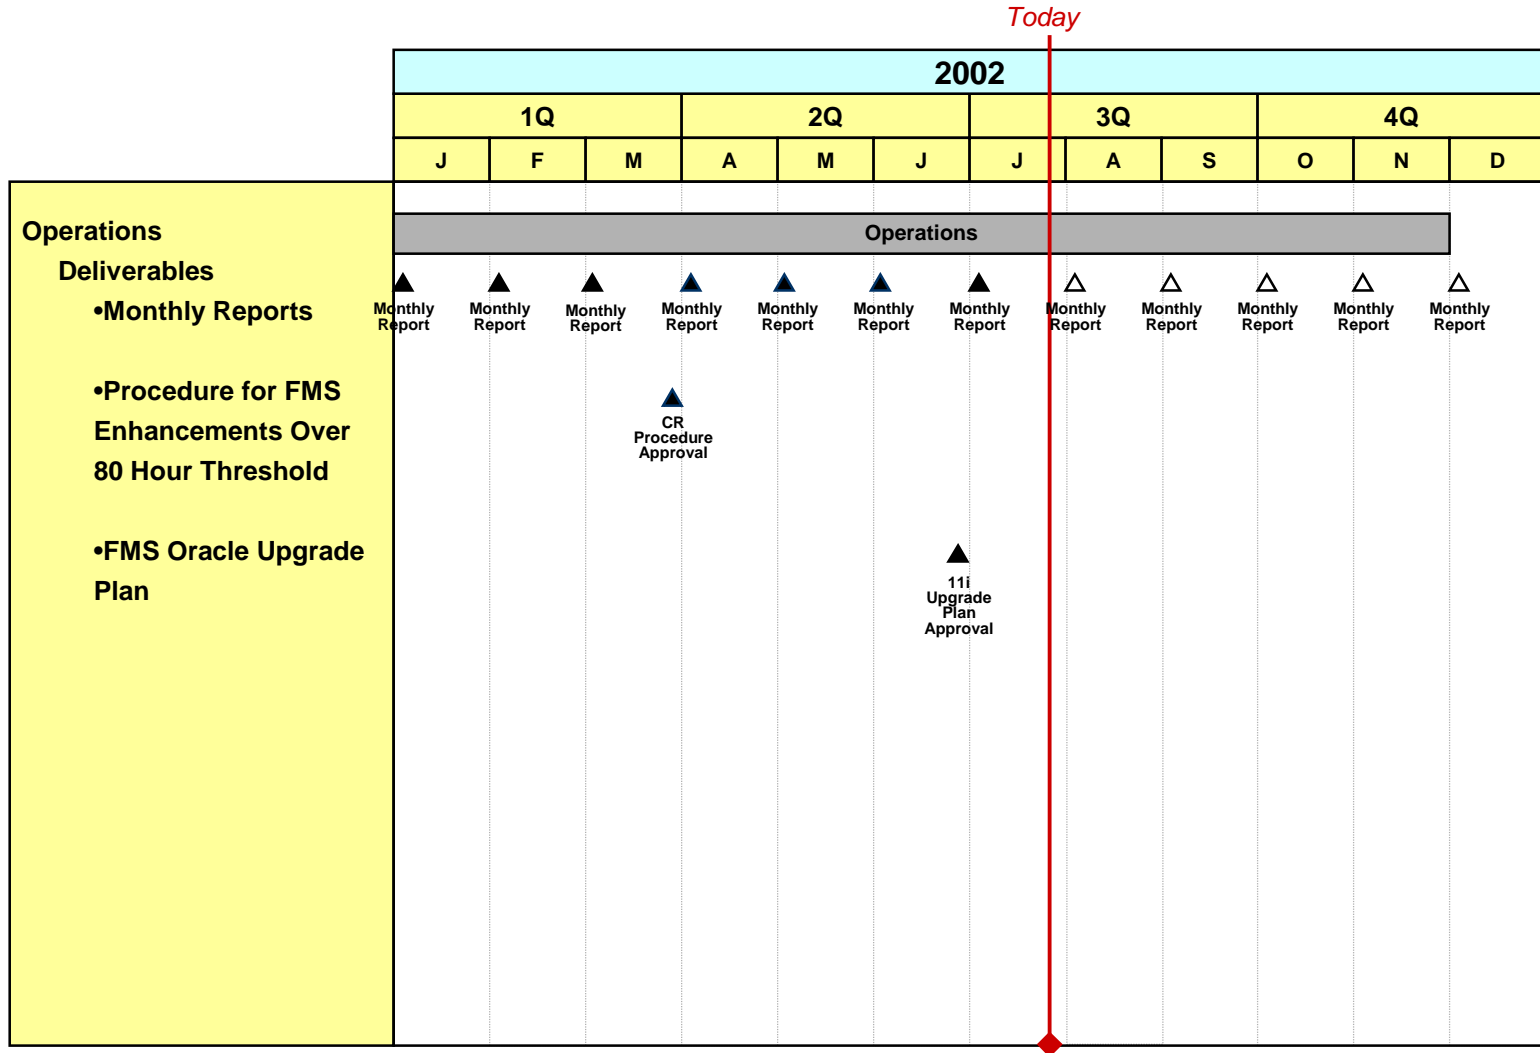 Today
2002
1Q 2Q 3Q 4Q
J F M A M J J A S O N D
Operations
Operations
Deliverables
•Monthly Reports
Monthly Monthly Monthly Monthly Monthly Monthly Monthly Monthly Monthly Monthly Monthly Monthly
Report Report Report Report Report Report Report Report Report Report Report Report
•Procedure for FMS
Enhancements Over
80 Hour Threshold
CR
Procedure
Approval
•FMS Oracle Upgrade
Plan
11i
Upgrade
Plan
Approval